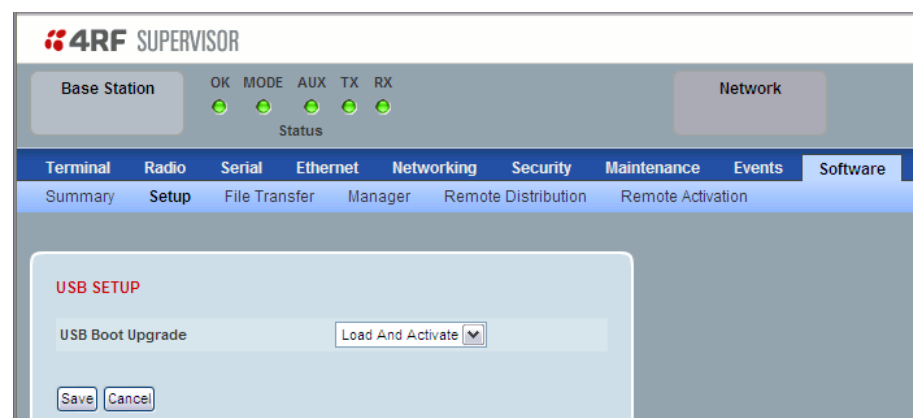 4RF SUPERVISOR
Base Station
OK MODE AUX TX RX
Status
Network
Terminal Radio Serial Ethernet Networking Security Maintenance Events Software
Summary Setup File Transfer Manager Remote Distribution Remote Activation
USB SETUP
USB Boot Upgrade Load And Activate
Save Cancel